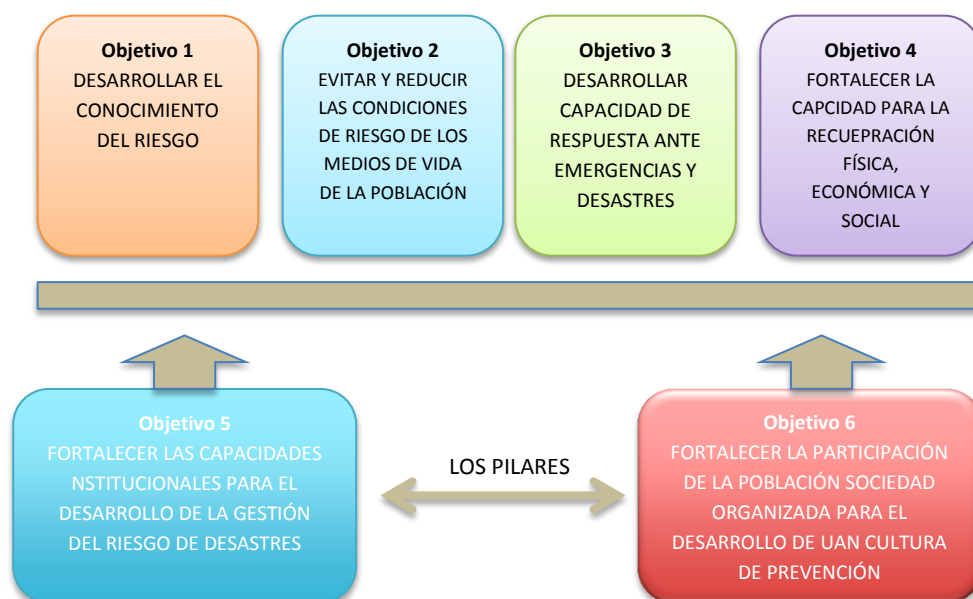 Objetivo 1
DESARROLLAR EL
CONOCIMIENTO
DEL RIESGO
Objetivo 2
EVITAR Y REDUCIR
LAS CONDICIONES
DE RIESGO DE LOS
MEDIOS DE VIDA
DE LA POBLACIÓN
Objetivo 3
DESARROLLAR
CAPACIDAD DE
RESPUESTA ANTE
EMERGENCIAS Y
DESASTRES
Objetivo 4
FORTALECER LA
CAPCIDAD PARA LA
RECUEPRACIÓN
FÍSICA,
ECONÓMICA Y
SOCIAL
Objetivo 5
FORTALECER LAS CAPACIDADES
NSTITUCIONALES PARA EL
DESARROLLO DE LA GESTIÓN
DEL RIESGO DE DESASTRES
LOS PILARES
Objetivo 6
FORTALECER LA PARTICIPACIÓN
DE LA POBLACIÓN SOCIEDAD
ORGANIZADA PARA EL
DESARROLLO DE UAN CULTURA
DE PREVENCIÓN